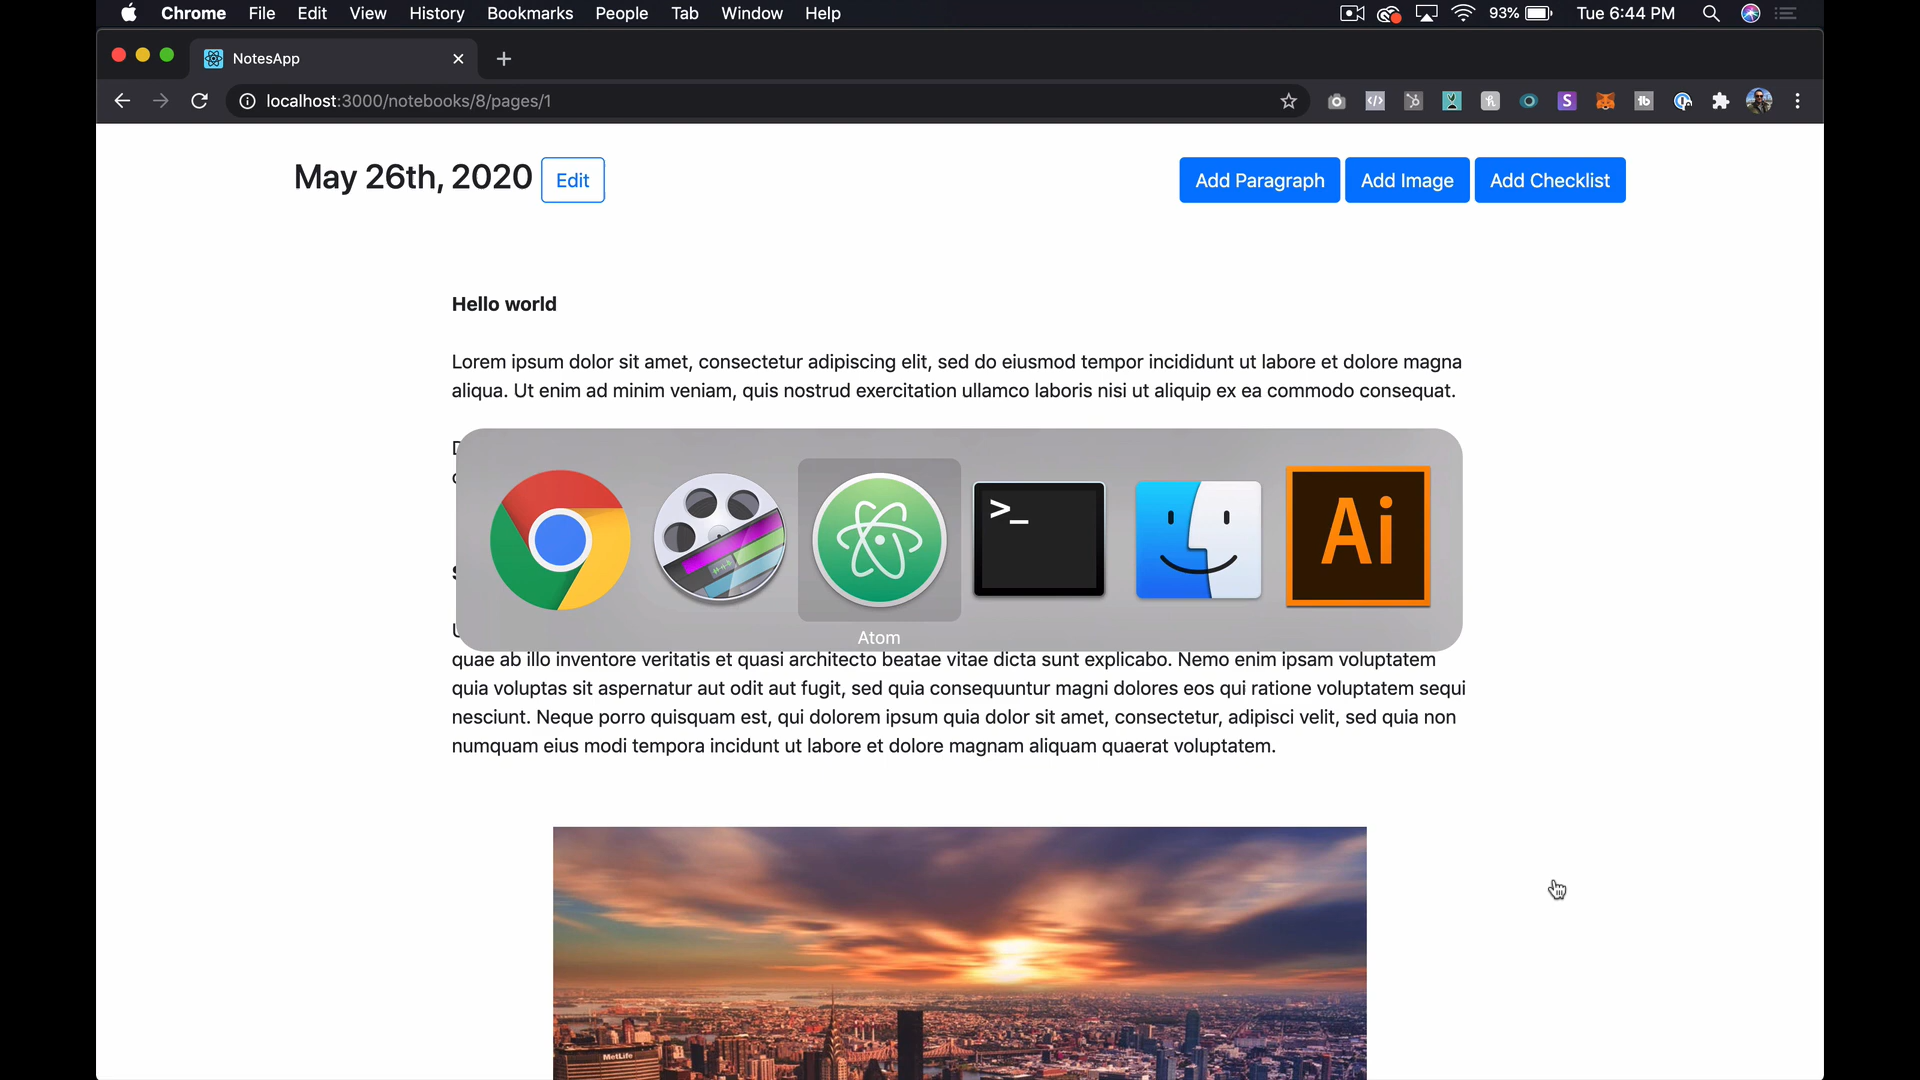 Chrome File Edit View History Bookmarks People Tab Window Help 93% Tue 6:44 PM
NotesApp
localhost:3000/notebooks/8/pages/1
May 26th, 2020 Edit Add Paragraph Add Image Add Checklist
Hello world
Lorem ipsum dolor sit amet, consectetur adipiscing elit, sed do eiusmod tempor incididunt ut labore et dolore magna
aliqua. Ut enim ad minim veniam, quis nostrud exercitation ullamco laboris nisi ut aliquip ex ea commodo consequat.
>_ Ai
Atom
quae ab illo inventore veritatis et quasi architecto beatae vitae dicta sunt explicabo. Nemo enim ipsam voluptatem
quia voluptas sit aspernatur aut odit aut fugit, sed quia consequuntur magni dolores eos qui ratione voluptatem sequi
nesciunt. Neque porro quisquam est, qui dolorem ipsum quia dolor sit amet, consectetur, adipisci velit, sed quia non
numquam eius modi tempora incidunt ut labore et dolore magnam aliquam quaerat voluptatem.
MetLife